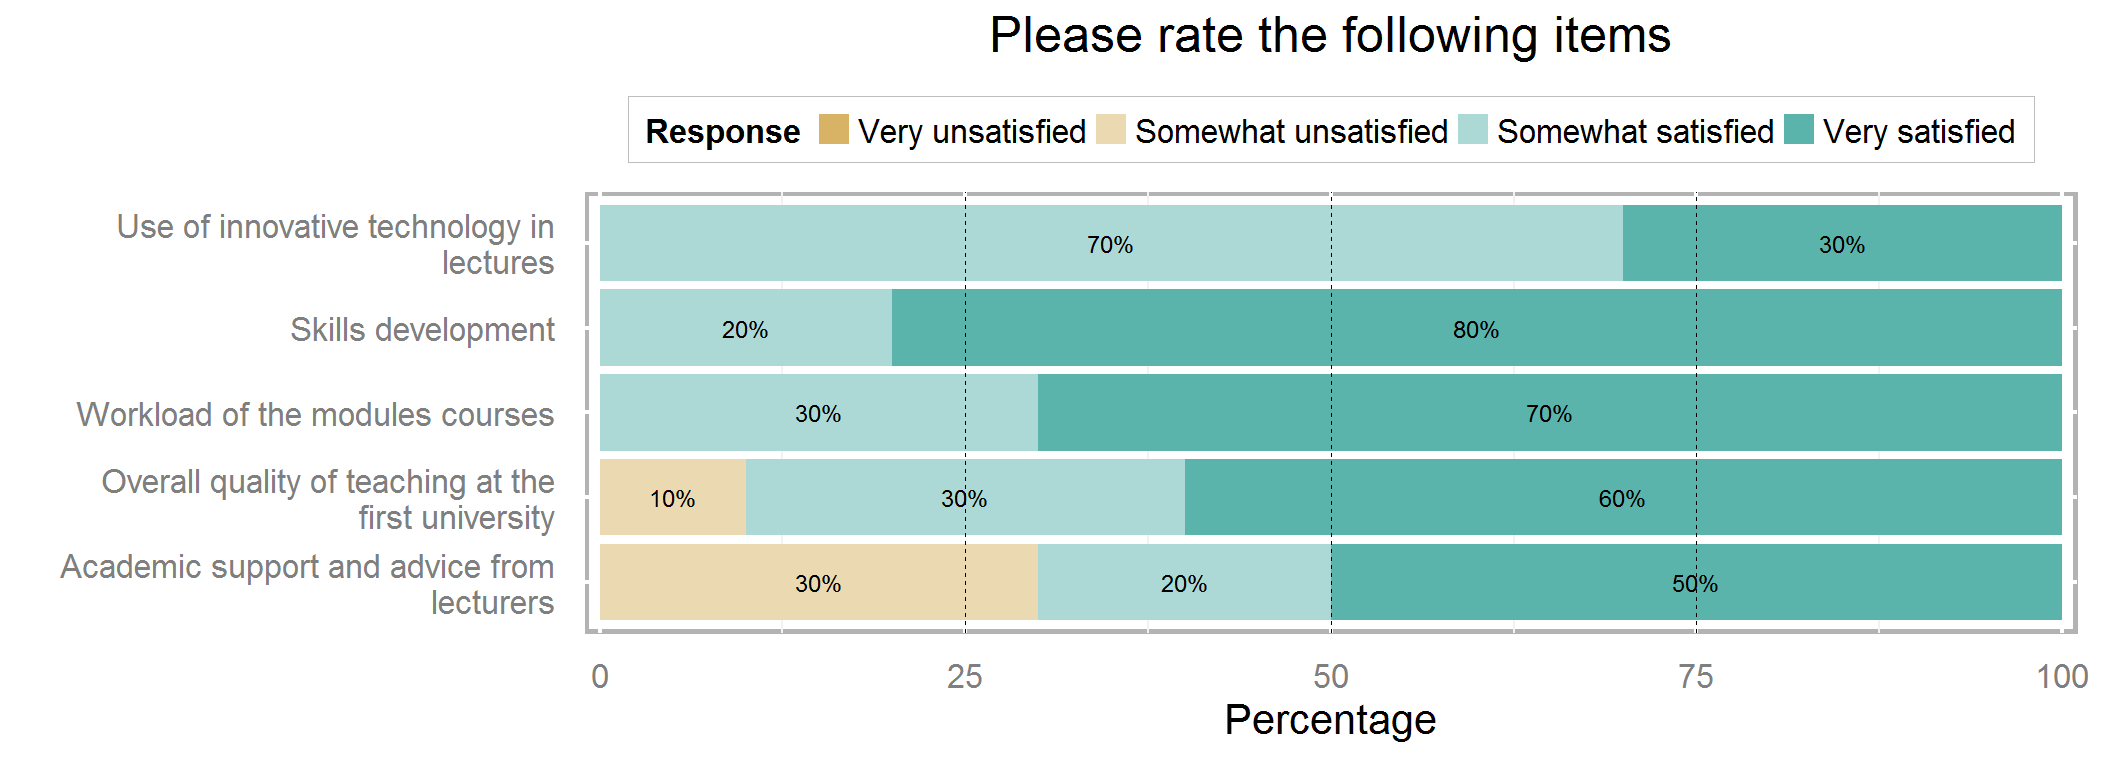 Please rate the following items
Response Very unsatisfied Somewhat unsatisfied Somewhat satisfied Very satisfied
Use of innovative technology in
lectures
70% 30%
Skills development
20% 80%
Workload of the modules courses
30% 70%
Overall quality of teaching at the
first university
10% 30% 60%
Academic support and advice from
lecturers
30% 20% 50%
0 25 50 75 100
Percentage